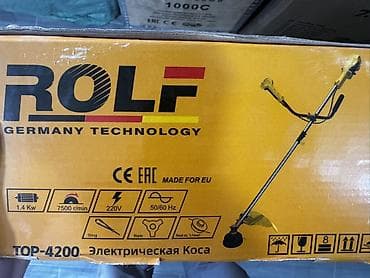 1000C
ROLF
GERMANY TECHNOLOGY
CE EAC MADE FOR EU
1.4 Kw 7500 r/min 220V 50/60 Hz
TOP-4200 Электрическая Коса